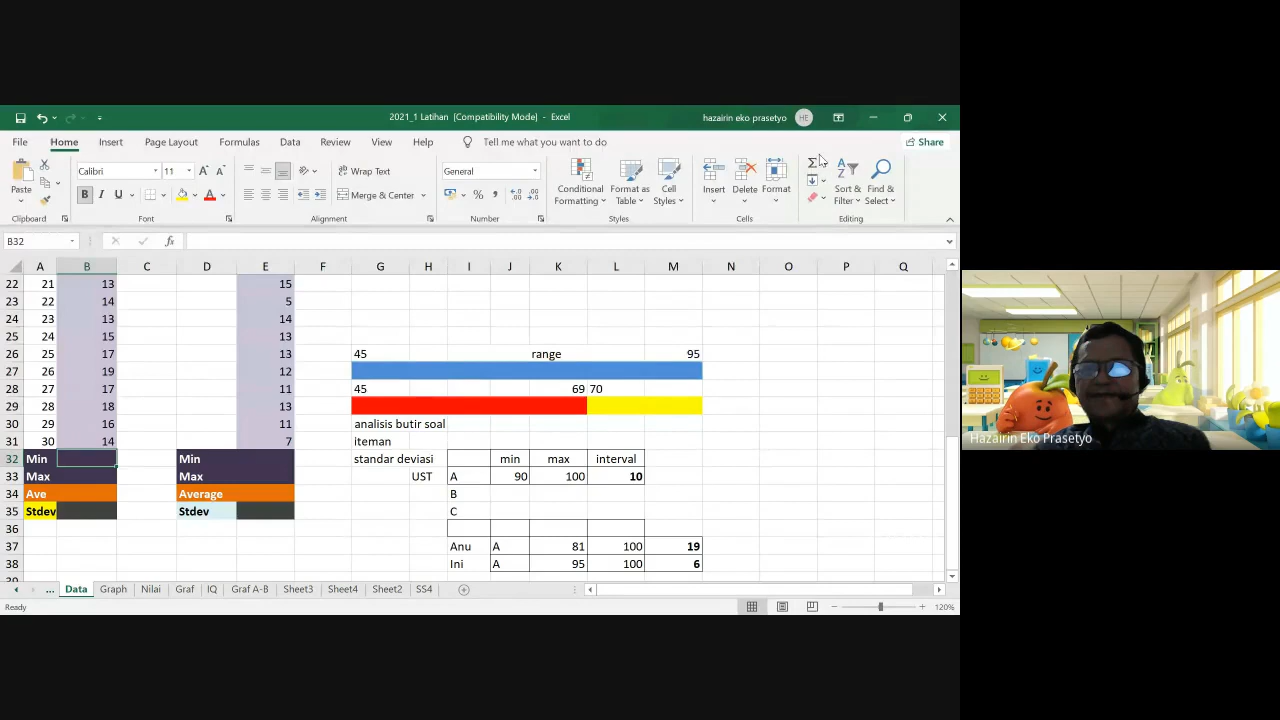 2021_1 Latihan [Compatibility Mode] - Excel
hazairin eko prasetyo HE
File Home Insert Page Layout Formulas Data Review View Help Tell me what you want to do Share
Calibri 11 Wrap Text General
Paste B I U Merge & Center Conditional Formatting Format as Table Cell Styles Insert Delete Format Sort & Filter Find & Select
Clipboard Font Alignment Number Styles Cells Editing
B32 fx
A B C D E F G H I J K L M N O P Q
22 21 13 15
23 22 14 5
24 23 13 14
25 24 15 13
26 25 17 13 45 range 95
27 26 19 12
28 27 17 11 45 69 70
29 28 18 13
30 29 16 11 analisis butir soal
31 30 14 7 iteman
32 Min Min standar deviasi min max interval
33 Max Max UST A 90 100 10
34 Ave Average B
35 Stdev Stdev C
36
37 Anu A 81 100 19
38 Ini A 95 100 6
... Data Graph Nilai Graf IQ Graf A-B Sheet3 Sheet4 Sheet2 SS4
Ready 120%
Hazairin Eko Prasetyo